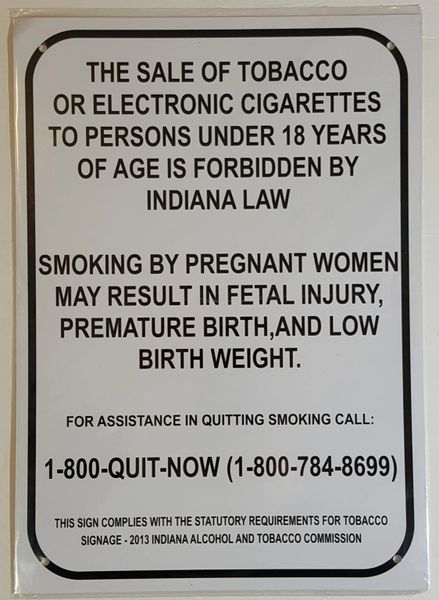 THE SALE OF TOBACCO
OR ELECTRONIC CIGARETTES
TO PERSONS UNDER 18 YEARS
OF AGE IS FORBIDDEN BY
INDIANA LAW
SMOKING BY PREGNANT WOMEN
MAY RESULT IN FETAL INJURY,
PREMATURE BIRTH,AND LOW
BIRTH WEIGHT.
FOR ASSISTANCE IN QUITTING SMOKING CALL:
1-800-QUIT-NOW (1-800-784-8699)
THIS SIGN COMPLIES WITH THE STATUTORY REQUIREMENTS FOR TOBACCO
SIGNAGE - 2013 INDIANA ALCOHOL AND TOBACCO COMMISSION